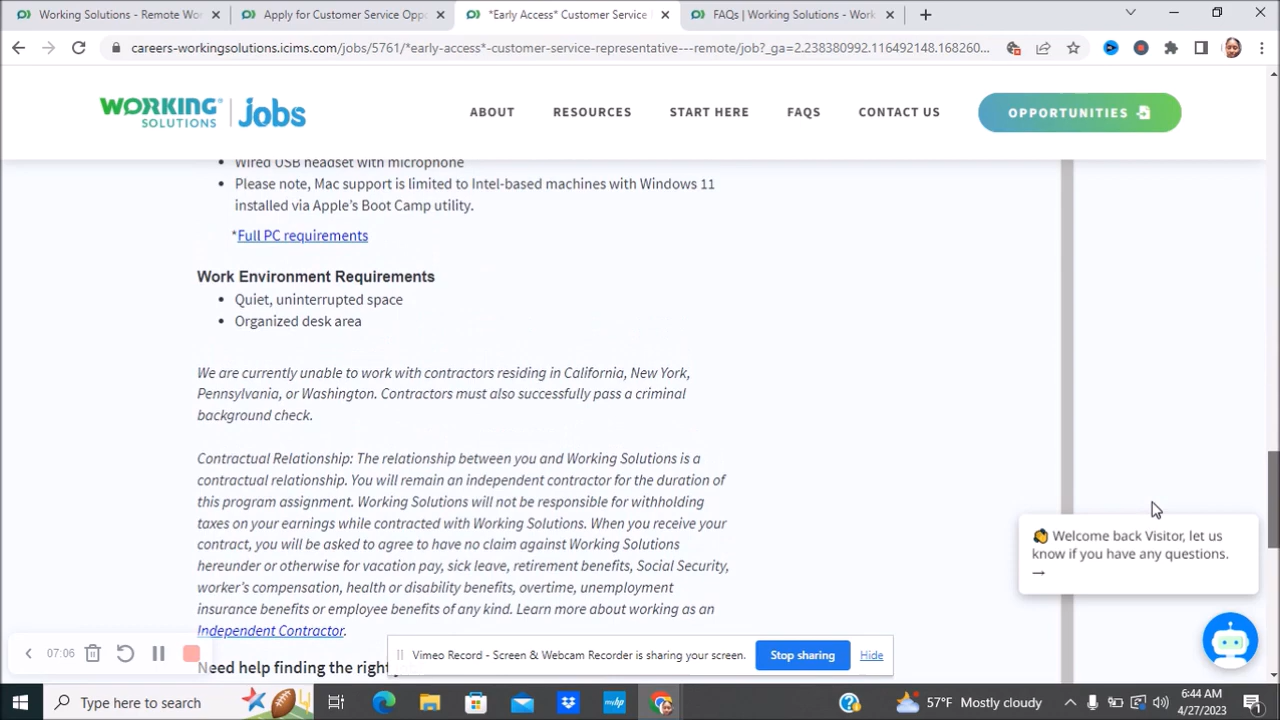 Working Solutions - Remote Wor
Apply for Customer Service Oppo
*Early Access* Customer Service
FAQs | Working Solutions - Work
careers-workingsolutions.icims.com/jobs/5761/*early-access*-customer-service-representative---remote/job?_ga=2.238380992.116492148.168260...
WORKING SOLUTIONS | jobs
ABOUT
RESOURCES
START HERE
FAQS
CONTACT US
OPPORTUNITIES
• Wired USB headset with microphone
• Please note, Mac support is limited to Intel-based machines with Windows 11
installed via Apple's Boot Camp utility.
*Full PC requirements
Work Environment Requirements
• Quiet, uninterrupted space
• Organized desk area
We are currently unable to work with contractors residing in California, New York,
Pennsylvania, or Washington. Contractors must also successfully pass a criminal
background check.
Contractual Relationship: The relationship between you and Working Solutions is a
contractual relationship. You will remain an independent contractor for the duration of
this program assignment. Working Solutions will not be responsible for withholding
taxes on your earnings while contracted with Working Solutions. When you receive your
contract, you will be asked to agree to have no claim against Working Solutions
hereunder or otherwise for vacation pay, sick leave, retirement benefits, Social Security,
worker's compensation, health or disability benefits, overtime, unemployment
insurance benefits or employee benefits of any kind. Learn more about working as an
Independent Contractor.
Welcome back Visitor, let us
know if you have any questions.
→
Need help finding the right
07:06
Vimeo Record - Screen & Webcam Recorder is sharing your screen.
Stop sharing
Hide
Type here to search
57°F Mostly cloudy
6:44 AM
4/27/2023